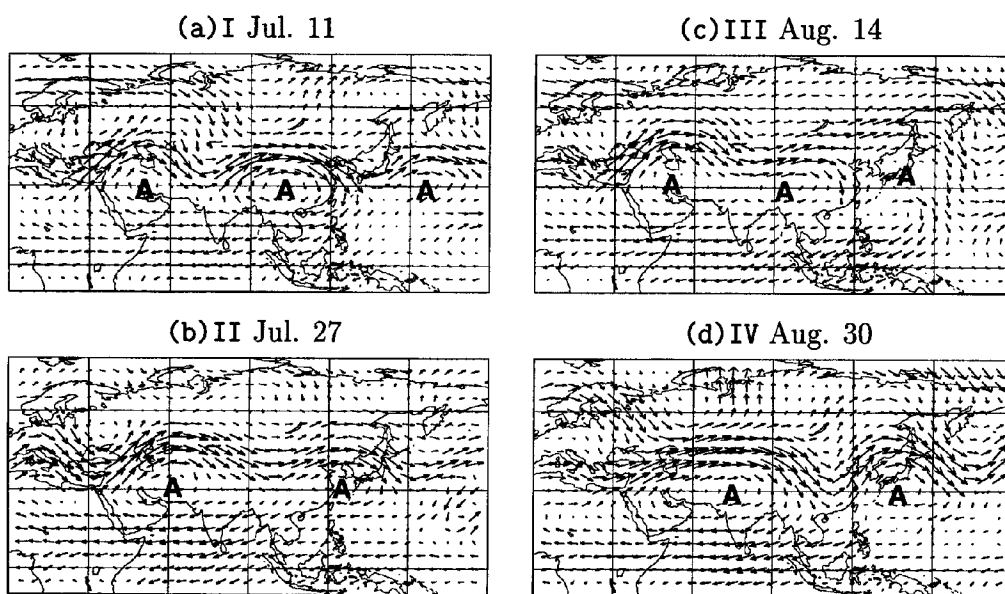 (a) I Jul. 11
A A A
(b) II Jul. 27
A A
(c) III Aug. 14
A A A
(d) IV Aug. 30
A A